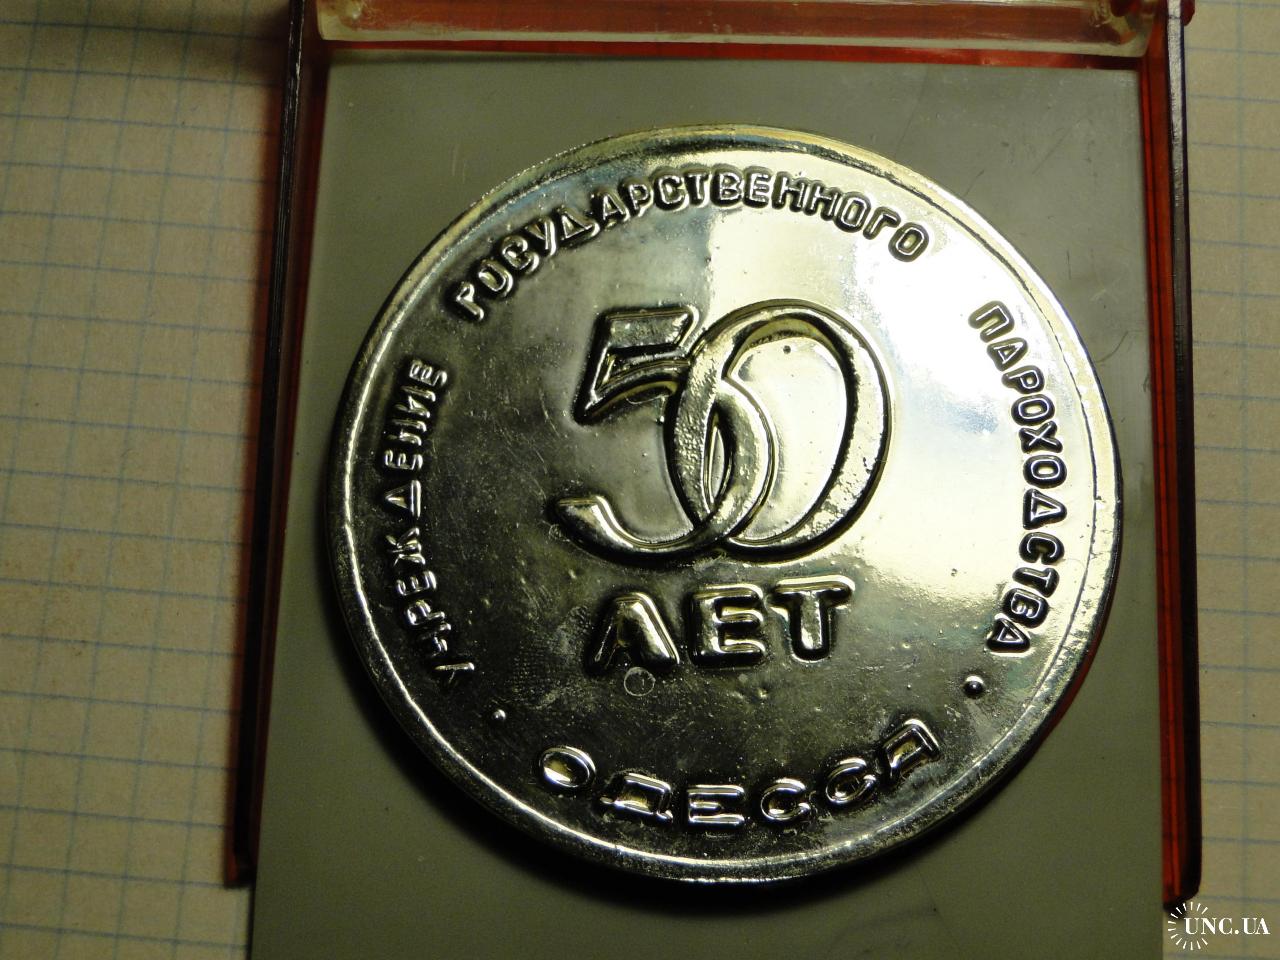 УЧРЕЖДЕНИЕ ГОСУДАРСТВЕННОГО ПАРОХОДСТВА
50
ЛЕТ
· ОДЕССА ·
UNC.UA